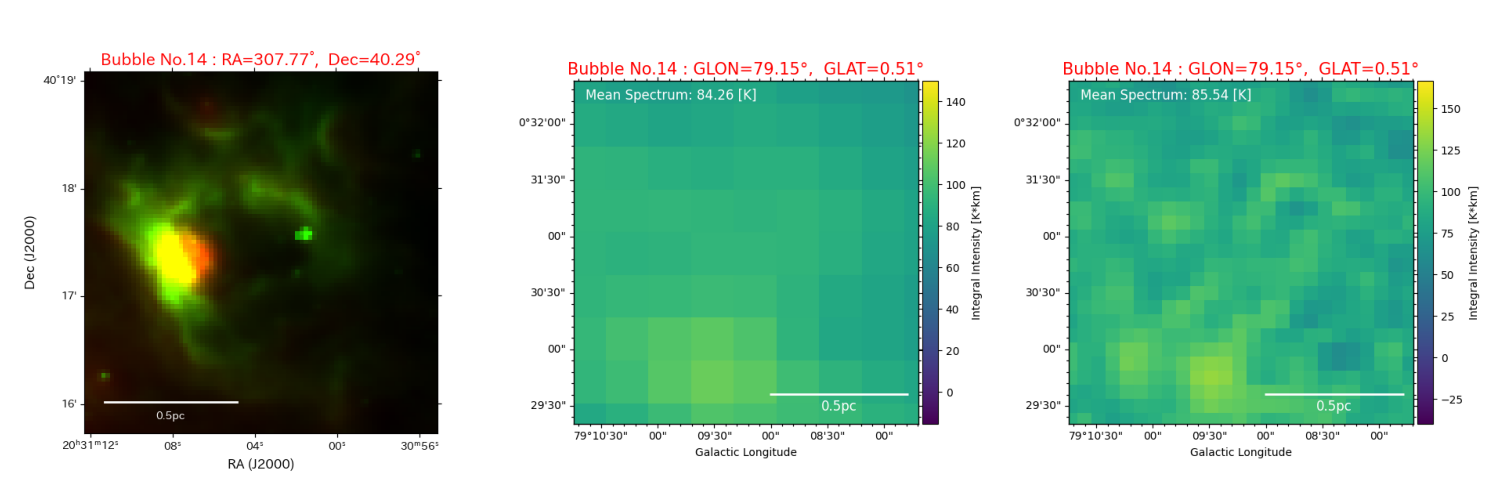 Bubble No.14 : RA=307.77°, Dec=40.29°
40°19'
18'
17'
16'
Dec (J2000)
0.5pc
20ʰ31ᵐ12ˢ
08ˢ
04ˢ
00ˢ
30ᵐ56ˢ
RA (J2000)
Bubble No.14 : GLON=79.15°, GLAT=0.51°
Mean Spectrum: 84.26 [K]
0°32'00"
31'30"
00"
30'30"
00"
29'30"
0.5pc
79°10'30"
00"
09'30"
00"
08'30"
00"
Galactic Longitude
140
120
100
80
60
40
20
0
Integral Intensity [K*km]
Bubble No.14 : GLON=79.15°, GLAT=0.51°
Mean Spectrum: 85.54 [K]
0°32'00"
31'30"
00"
30'30"
00"
29'30"
0.5pc
79°10'30"
00"
09'30"
00"
08'30"
00"
Galactic Longitude
150
125
100
75
50
25
0
−25
Integral Intensity [K*km]